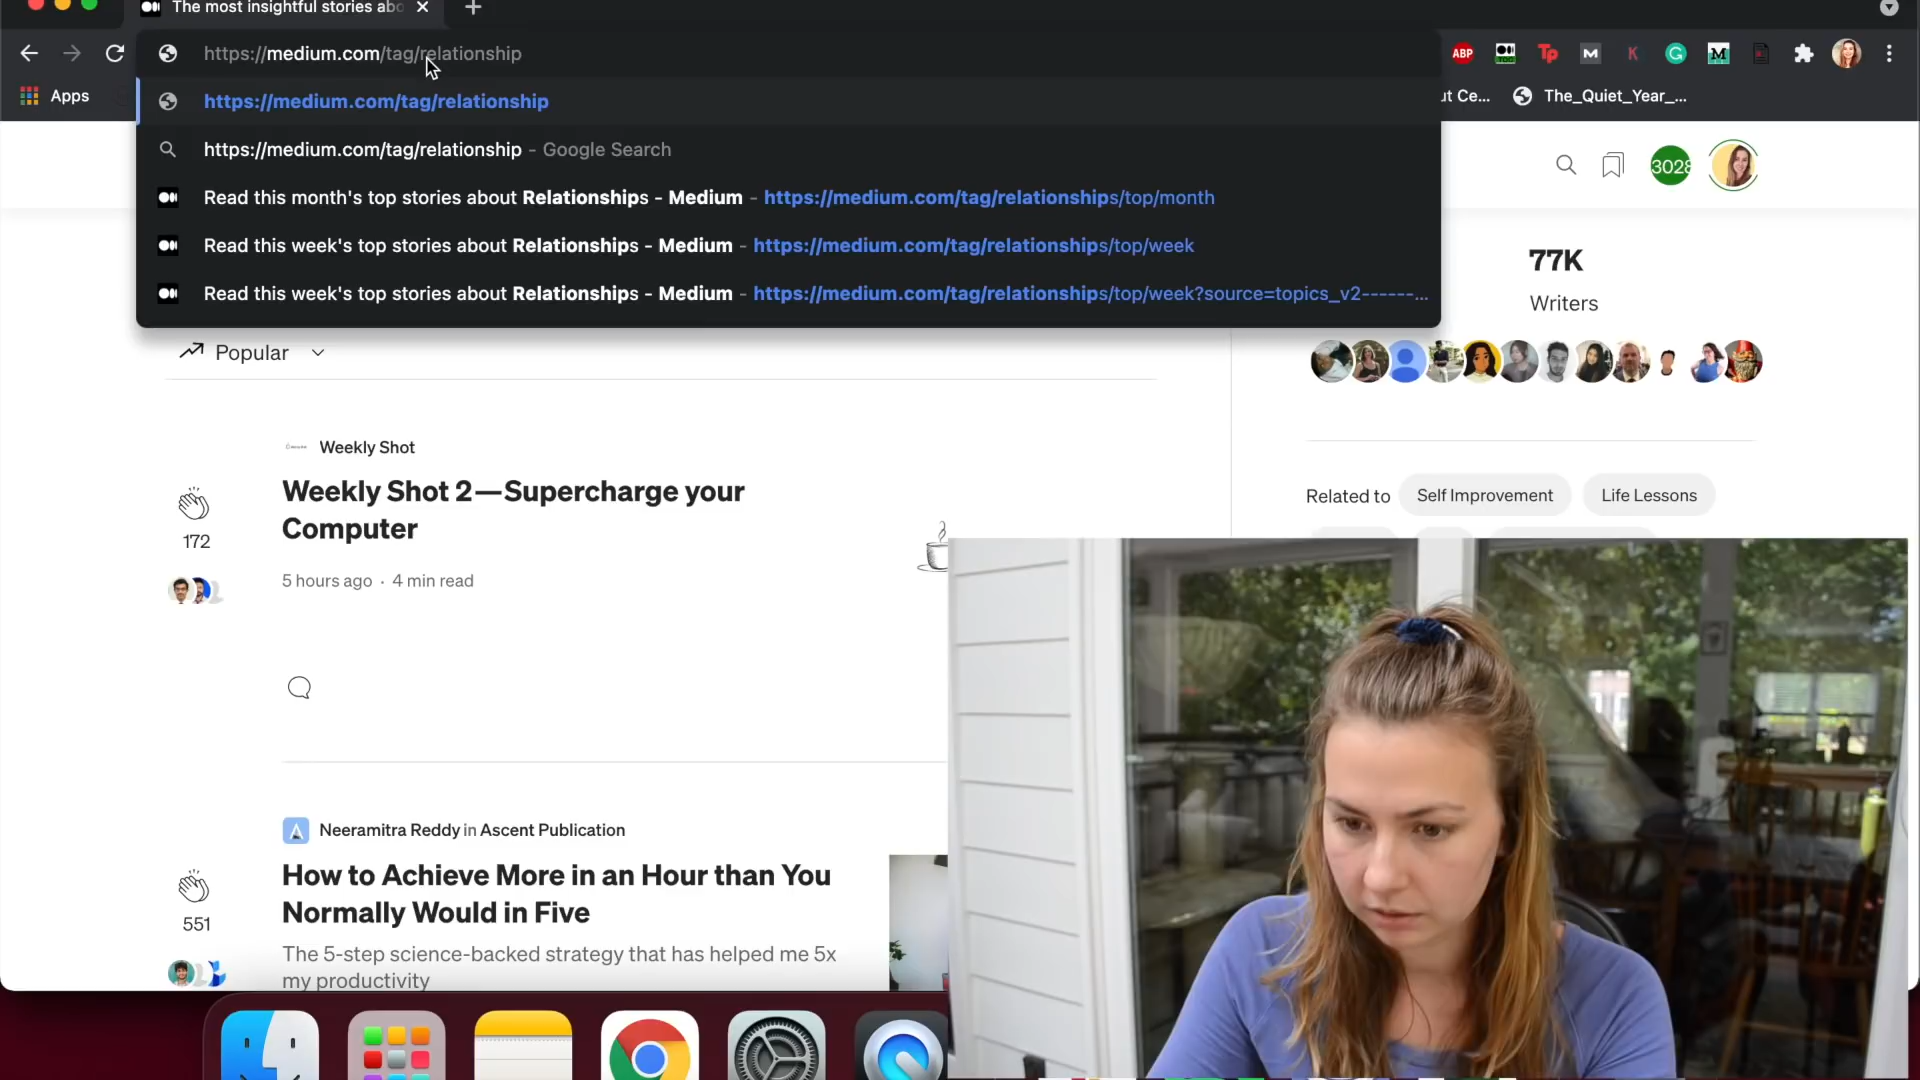 The most insightful stories abo
https://medium.com/tag/relationship
ABP
Tp
M
K
G
M
Apps
ut Ce...
The_Quiet_Year_...
https://medium.com/tag/relationship
https://medium.com/tag/relationship - Google Search
Read this month's top stories about Relationships - Medium - https://medium.com/tag/relationships/top/month
Read this week's top stories about Relationships - Medium - https://medium.com/tag/relationships/top/week
Read this week's top stories about Relationships - Medium - https://medium.com/tag/relationships/top/week?source=topics_v2------...
3028
77K
Writers
Popular
Weekly Shot
Weekly Shot 2—Supercharge your
Computer
172
5 hours ago · 4 min read
Related to
Self Improvement
Life Lessons
Neeramitra Reddy in Ascent Publication
How to Achieve More in an Hour than You
Normally Would in Five
551
The 5-step science-backed strategy that has helped me 5x
my productivity